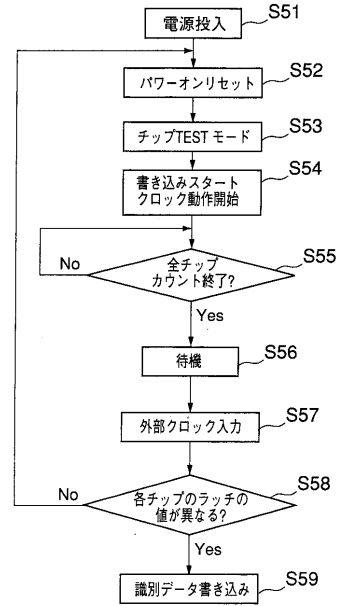 電源投入
S51
パワーオンリセット
S52
チップTEST モード
S53
書き込みスタート
クロック動作開始
S54
全チップ
カウント終了?
S55
No
Yes
待機
S56
外部クロック入力
S57
各チップのラッチの
値が異なる?
S58
No
Yes
識別データ書き込み
S59